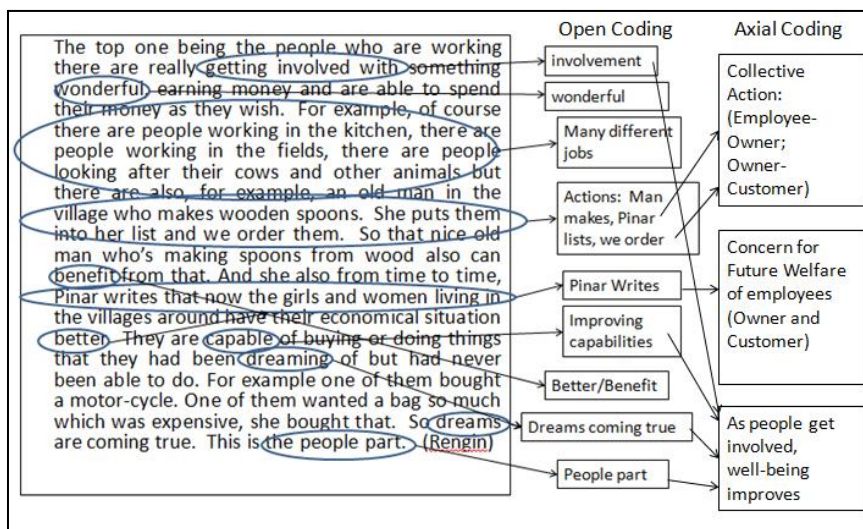 Open Coding
Axial Coding
The top one being the people who are working
there are really getting involved with something
wonderful, earning money and are able to spend
their money as they wish. For example, of course
there are people working in the kitchen, there are
people working in the fields, there are people
looking after their cows and other animals but
there are also, for example, an old man in the
village who makes wooden spoons. She puts them
into her list and we order them. So that nice old
man who's making spoons from wood also can
benefit from that. And she also from time to time,
Pinar writes that now the girls and women living in
the villages around have their economical situation
better. They are capable of buying or doing things
that they had been dreaming of but had never
been able to do. For example one of them bought
a motor-cycle. One of them wanted a bag so much
which was expensive, she bought that. So dreams
are coming true. This is the people part. (Rengin)
involvement
wonderful
Many different
jobs
Actions: Man
makes, Pinar
lists, we order
Pinar Writes
Improving
capabilities
Better/Benefit
Dreams coming true
People part
Collective
Action:
(Employee-
Owner;
Owner-
Customer)
Concern for
Future Welfare
of employees
(Owner and
Customer)
As people get
involved,
well-being
improves